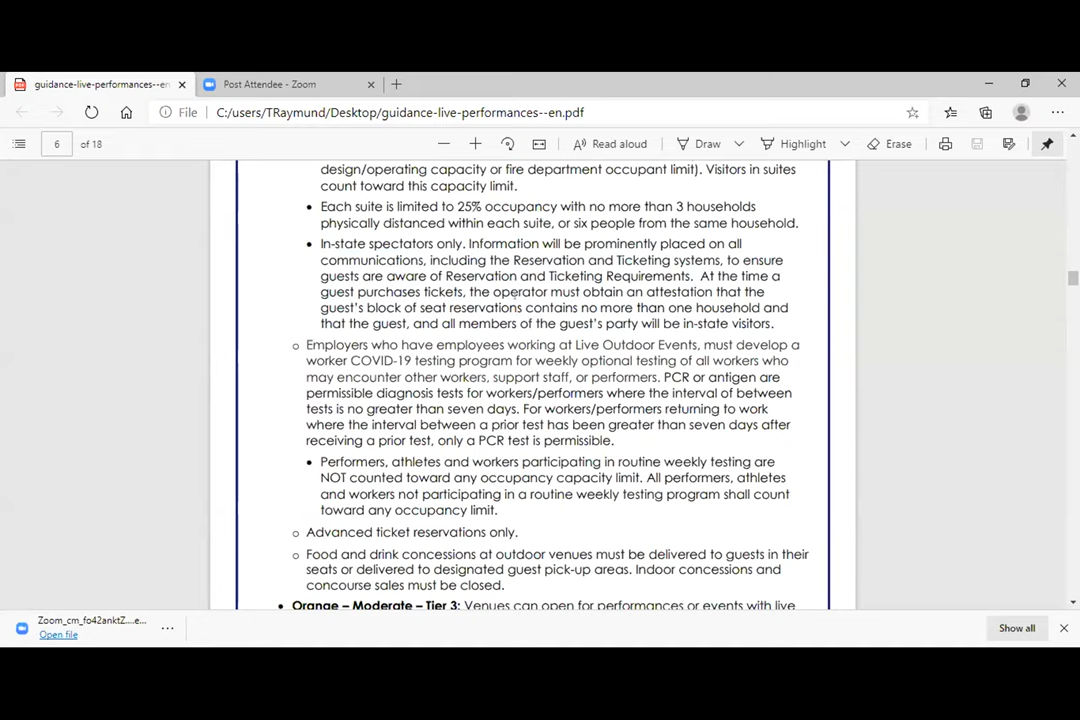 guidance-live-performances--en
Post Attendee - Zoom
File C:/users/TRaymund/Desktop/guidance-live-performances--en.pdf
6 of 18
Read aloud
Draw
Highlight
Erase
design/operating capacity or fire department occupant limit). Visitors in suites
count toward this capacity limit.
• Each suite is limited to 25% occupancy with no more than 3 households
physically distanced within each suite, or six people from the same household.
• In-state spectators only. Information will be prominently placed on all
communications, including the Reservation and Ticketing systems, to ensure
guests are aware of Reservation and Ticketing Requirements. At the time a
guest purchases tickets, the operator must obtain an attestation that the
guest's block of seat reservations contains no more than one household and
that the guest, and all members of the guest's party will be in-state visitors.
o Employers who have employees working at Live Outdoor Events, must develop a
worker COVID-19 testing program for weekly optional testing of all workers who
may encounter other workers, support staff, or performers. PCR or antigen are
permissible diagnosis tests for workers/performers where the interval of between
tests is no greater than seven days. For workers/performers returning to work
where the interval between a prior test has been greater than seven days after
receiving a prior test, only a PCR test is permissible.
• Performers, athletes and workers participating in routine weekly testing are
NOT counted toward any occupancy capacity limit. All performers, athletes
and workers not participating in a routine weekly testing program shall count
toward any occupancy limit.
o Advanced ticket reservations only.
o Food and drink concessions at outdoor venues must be delivered to guests in their
seats or delivered to designated guest pick-up areas. Indoor concessions and
concourse sales must be closed.
• Orange – Moderate – Tier 3: Venues can open for performances or events with live
Zoom_cm_fo42anktZ....e...
Open file
Show all